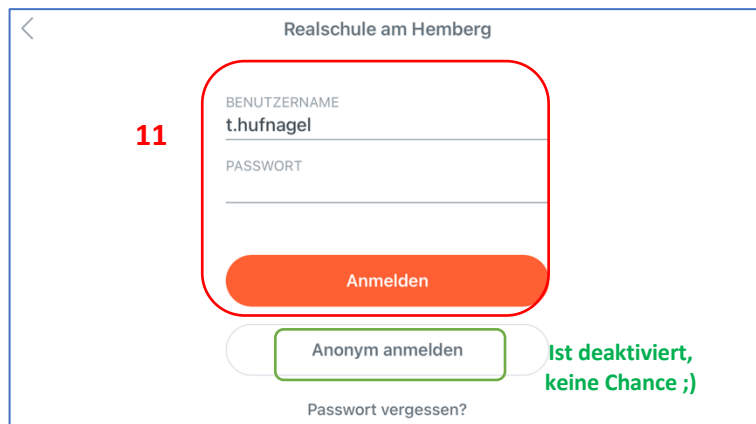 Realschule am Hemberg
BENUTZERNAME
t.hufnagel
11
PASSWORT
Anmelden
Anonym anmelden
Ist deaktiviert,
keine Chance ;)
Passwort vergessen?